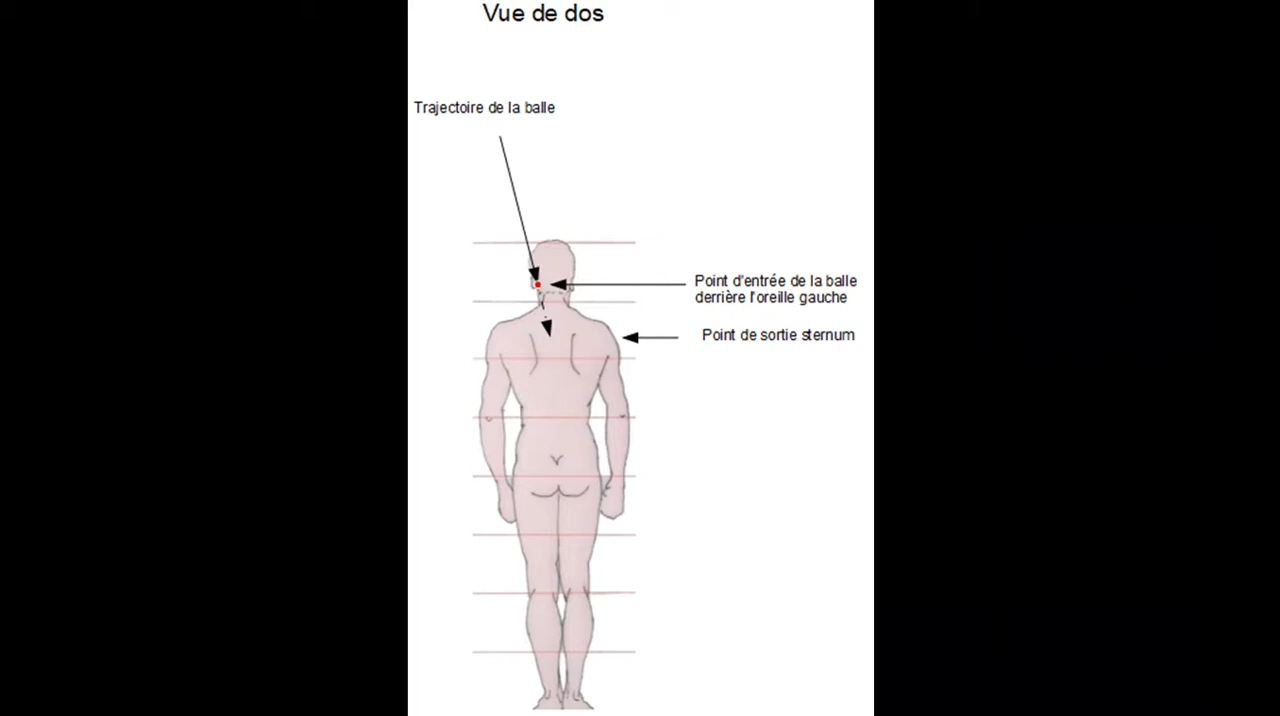 Vue de dos
Trajectoire de la balle
Point d'entrée de la balle
derrière l'oreille gauche
Point de sortie sternum